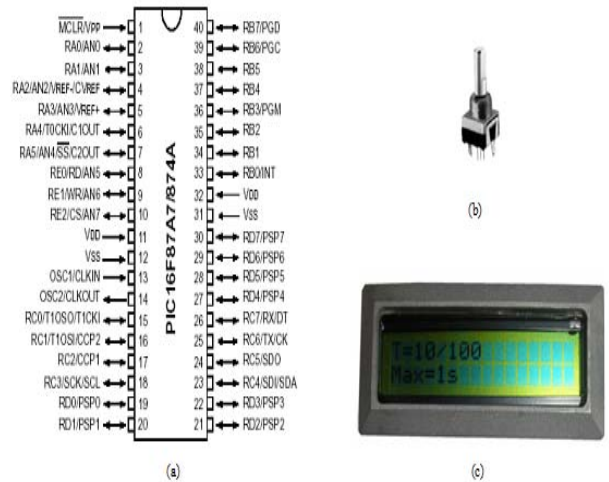 MCLR/VPP 1 40 RB7/PGD
RA0/AN0 2 39 RB6/PGC
RA1/AN1 3 38 RB5
RA2/AN2/VREF-/CVREF 4 37 RB4
RA3/AN3/VREF+ 5 36 RB3/PGM
RA4/T0CKI/C1OUT 6 35 RB2
RA5/AN4/SS/C2OUT 7 34 RB1
RE0/RD/AN5 8 33 RB0/INT
RE1/WR/AN6 9 32 VDD
RE2/CS/AN7 10 31 VSS
VDD 11 30 RD7/PSP7
VSS 12 29 RD6/PSP6
OSC1/CLKIN 13 28 RD5/PSP5
OSC2/CLKOUT 14 27 RD4/PSP4
RC0/T1OSO/T1CKI 15 26 RC7/RX/DT
RC1/T1OSI/CCP2 16 25 RC6/TX/CK
RC2/CCP1 17 24 RC5/SDO
RC3/SCK/SCL 18 23 RC4/SDI/SDA
RD0/PSP0 19 22 RD3/PSP3
RD1/PSP1 20 21 RD2/PSP2
PIC16F87A7/874A
(a)
(b)
T=10/100
Max=1s
(c)